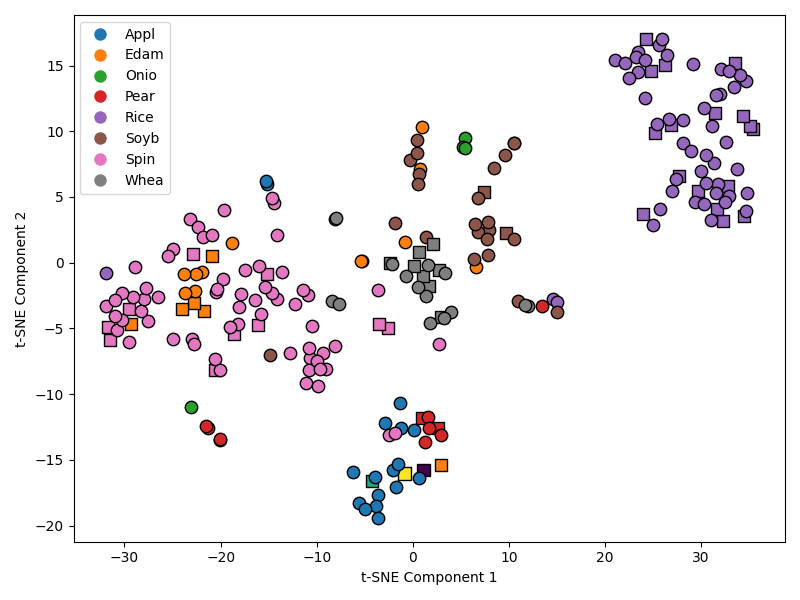 Appl
Edam
Onio
Pear
Rice
Soyb
Spin
Whea
15
10
5
0
−5
−10
−15
−20
−30
−20
−10
0
10
20
30
t-SNE Component 1
t-SNE Component 2